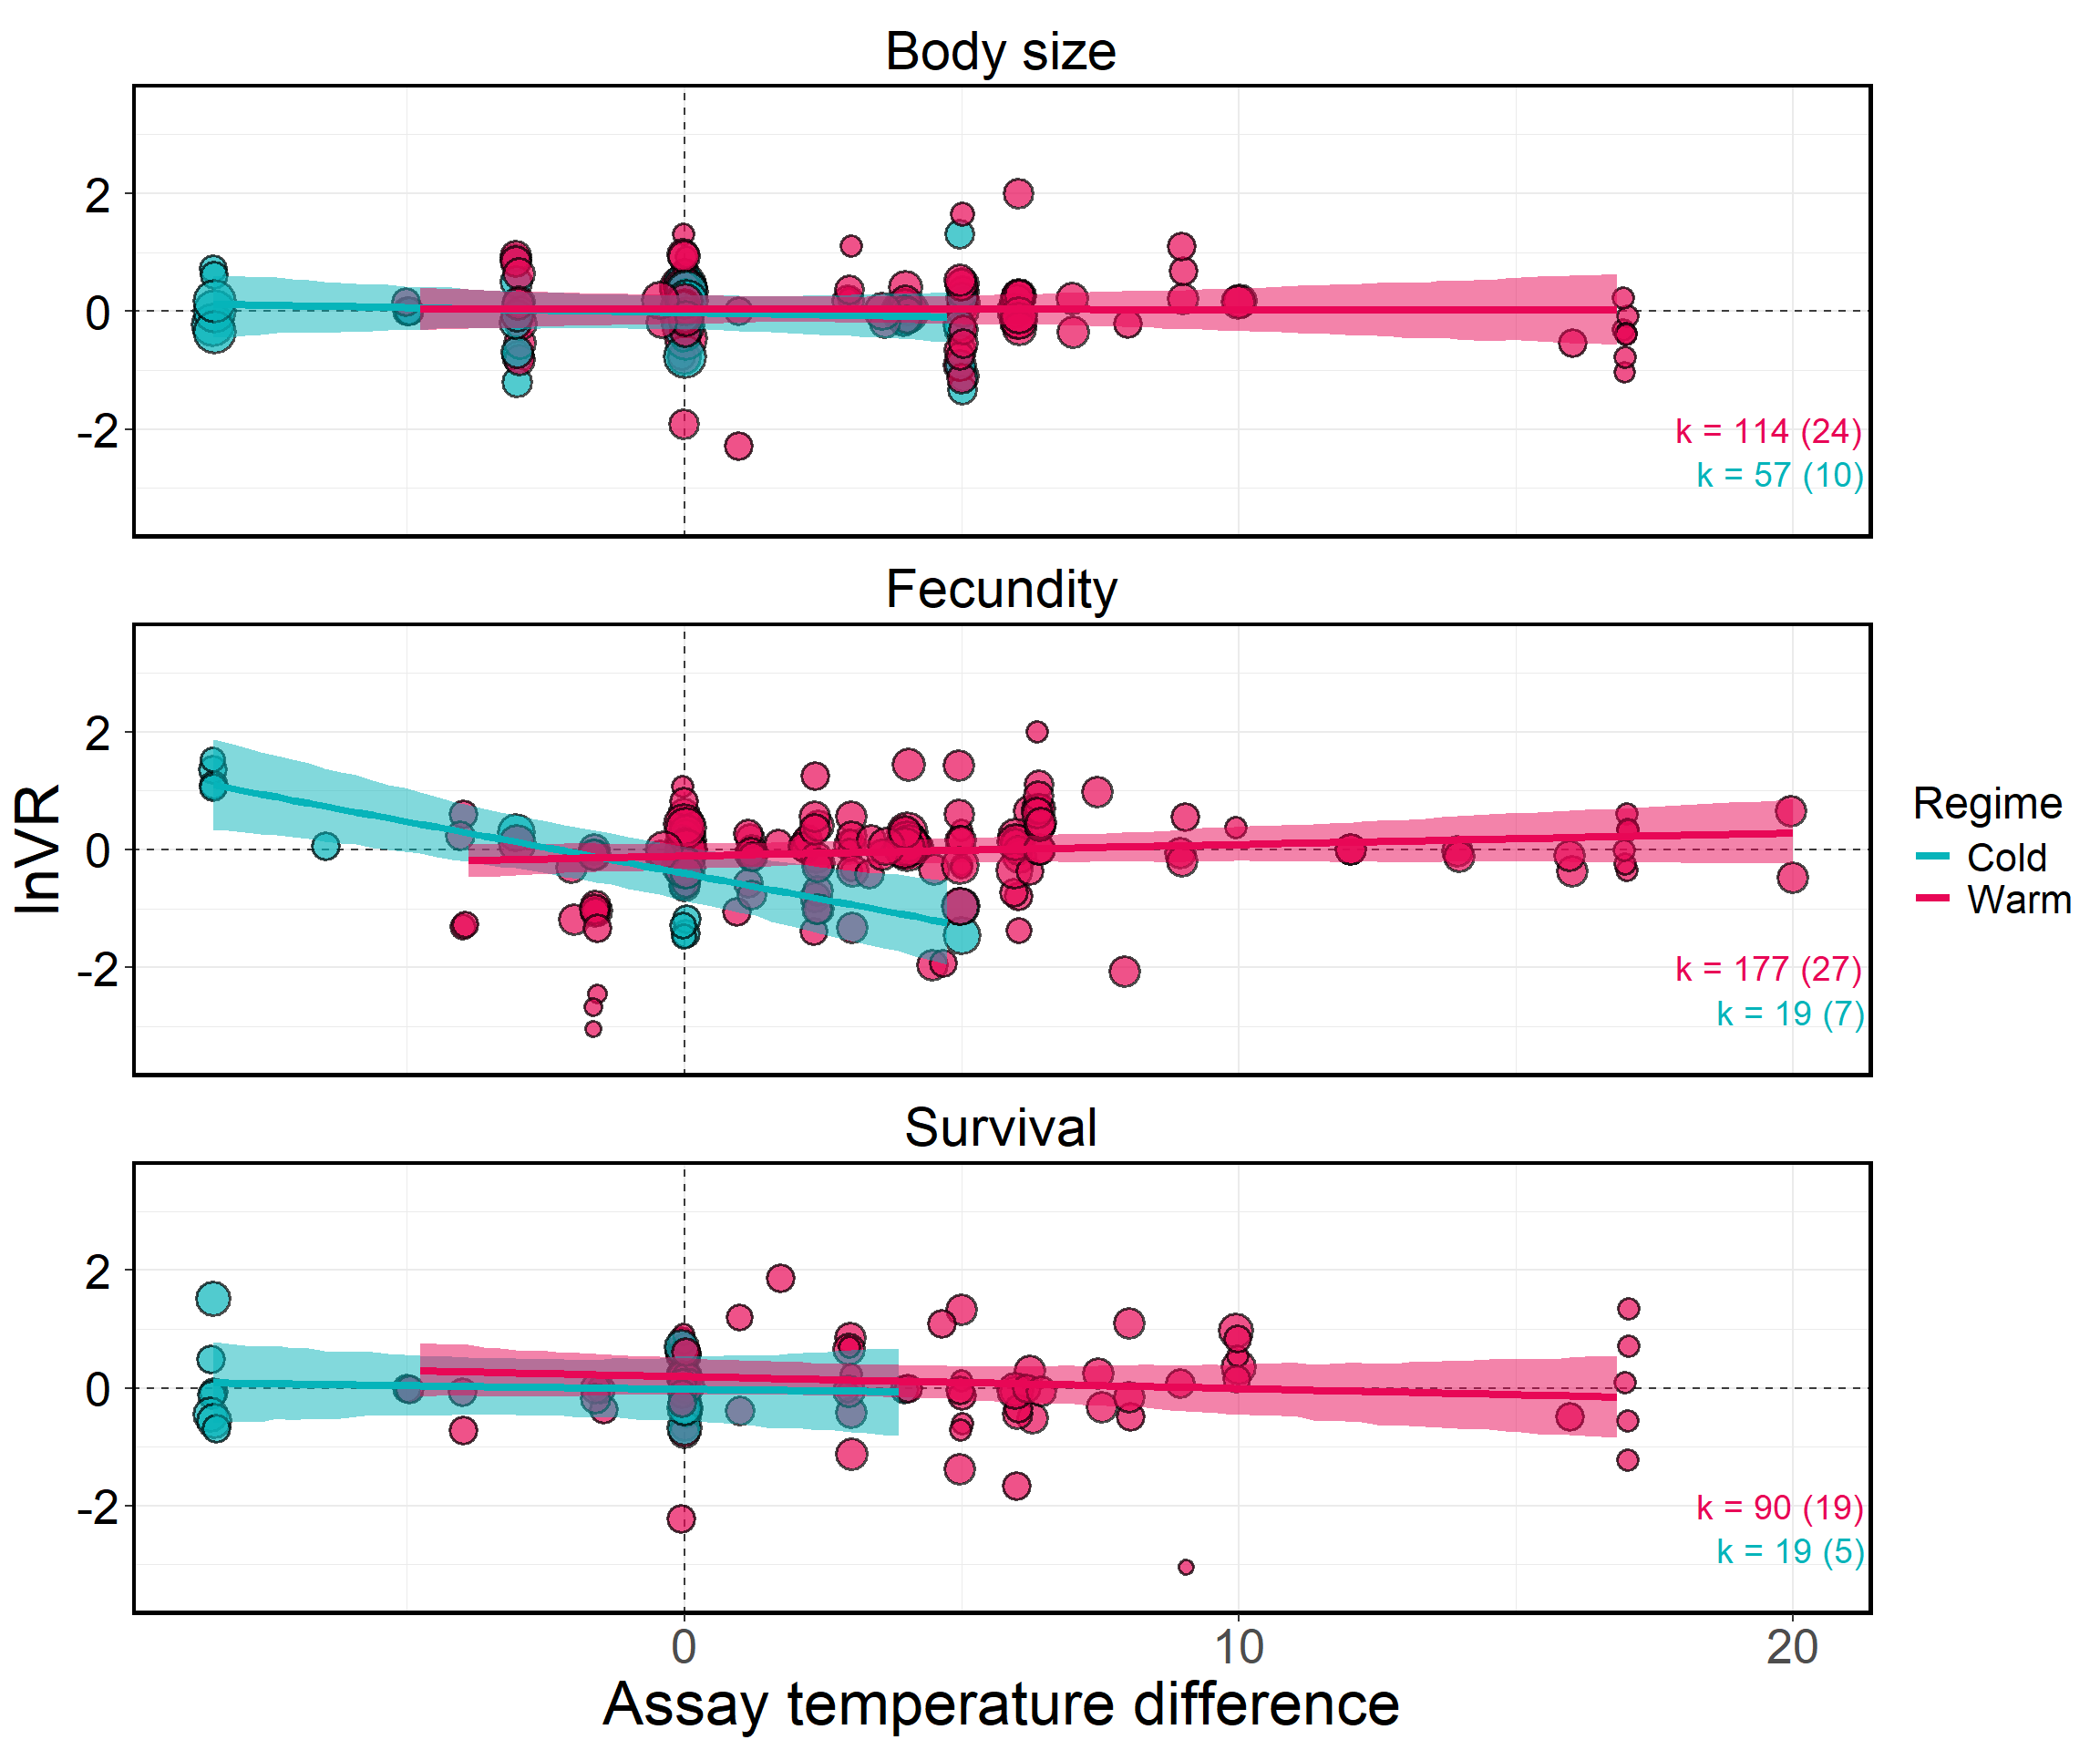 Body size
2
0
-2
k = 114 (24)
k = 57 (10)
Fecundity
2
0
-2
k = 177 (27)
k = 19 (7)
lnVR
Regime
Cold
Warm
Survival
2
0
-2
k = 90 (19)
k = 19 (5)
0 10 20
Assay temperature difference